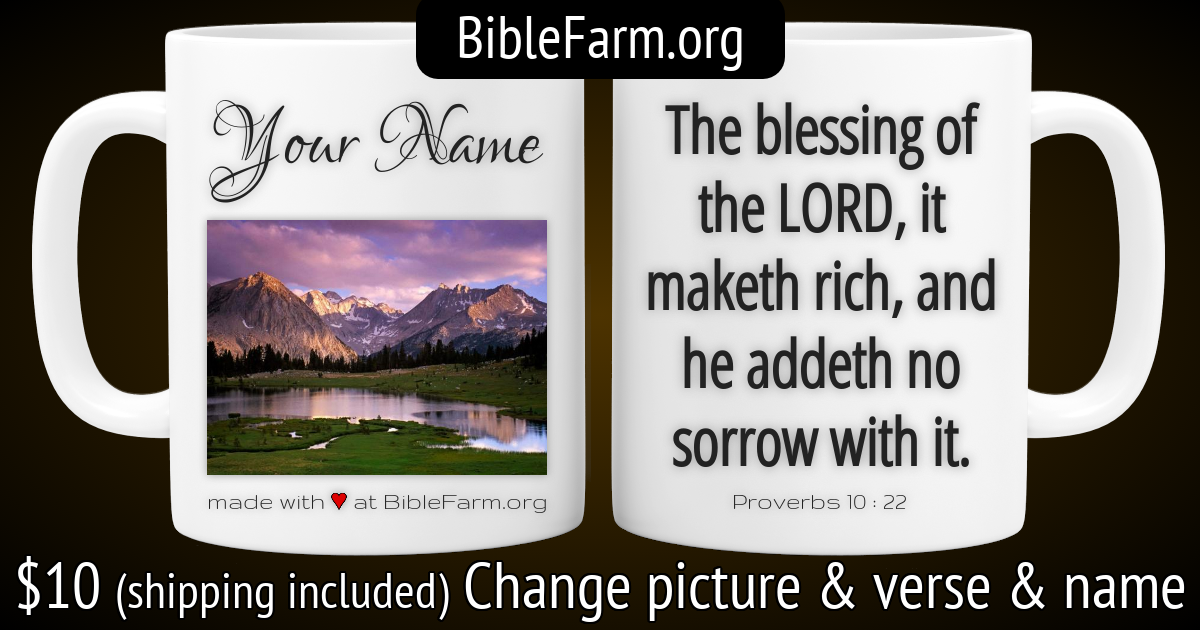 BibleFarm.org
Your Name
made with ♥ at BibleFarm.org
The blessing of
the LORD, it
maketh rich, and
he addeth no
sorrow with it.
Proverbs 10 : 22
$10 (shipping included) Change picture & verse & name